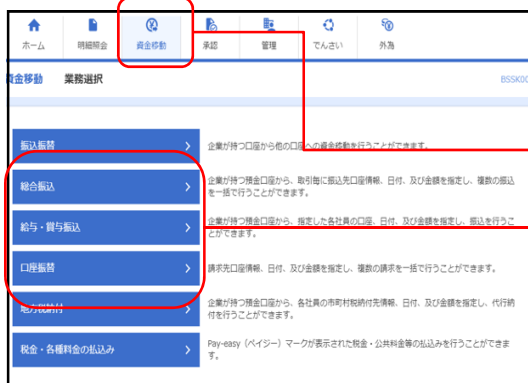 ホーム 明細照会 資金移動 承認 管理 でんさい 外為
資金移動 業務選択 BSSK00
振込振替 企業が持つ口座から他の口座への資金移動を行うことができます。
総合振込 企業が持つ預金口座から、取引毎に振込先口座情報、日付、及び金額を指定し、複数の振込
を一括で行うことができます。
給与・賞与振込 企業が持つ預金口座から、指定した各社員の口座、日付、及び金額を指定し、振込を行うこ
とができます。
口座振替 請求先口座情報、日付、及び金額を指定し、複数の請求を一括で行うことができます。
地方税納付 企業が持つ預金口座から、各社員の市町村税納付先情報、日付、及び金額を指定し、代行納
付を行うことができます。
税金・各種料金の払込み Pay-easy（ペイジー）マークが表示された税金・公共料金等の払込みを行うことができま
す。